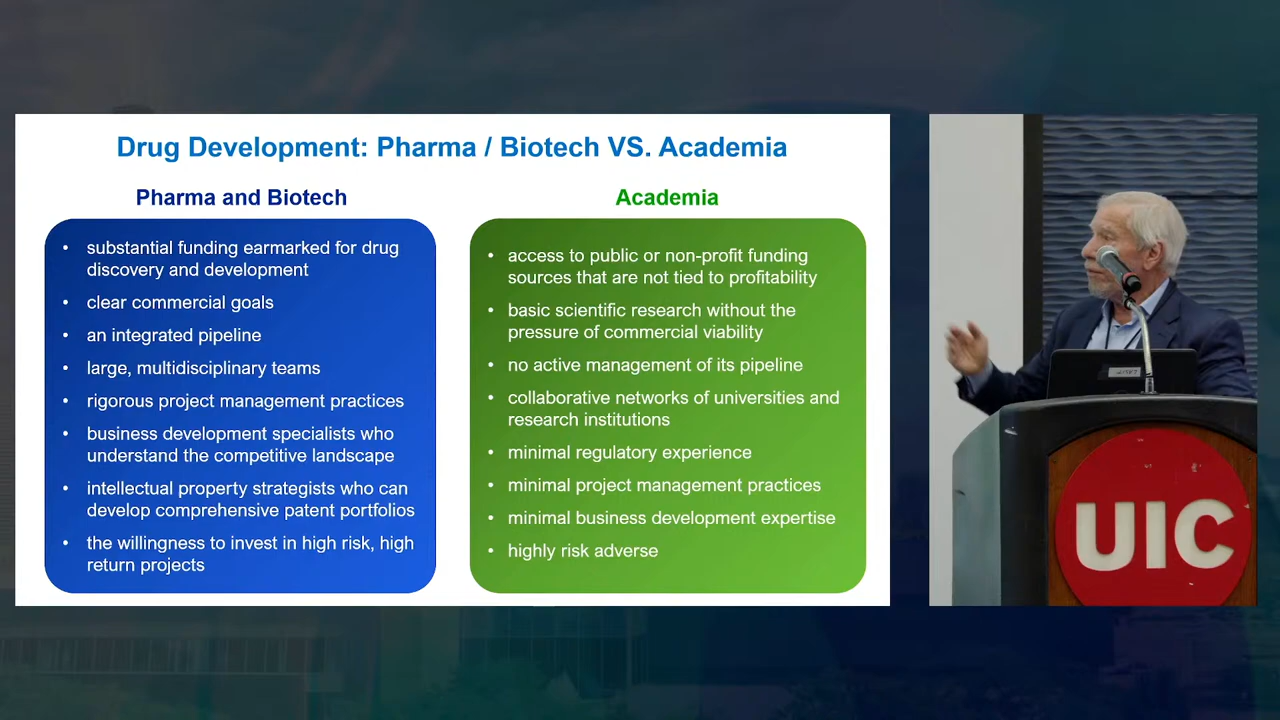 Drug Development: Pharma / Biotech VS. Academia
Pharma and Biotech
• substantial funding earmarked for drug
discovery and development
• clear commercial goals
• an integrated pipeline
• large, multidisciplinary teams
• rigorous project management practices
• business development specialists who
understand the competitive landscape
• intellectual property strategists who can
develop comprehensive patent portfolios
• the willingness to invest in high risk, high
return projects
Academia
• access to public or non-profit funding
sources that are not tied to profitability
• basic scientific research without the
pressure of commercial viability
• no active management of its pipeline
• collaborative networks of universities and
research institutions
• minimal regulatory experience
• minimal project management practices
• minimal business development expertise
• highly risk adverse
UIC